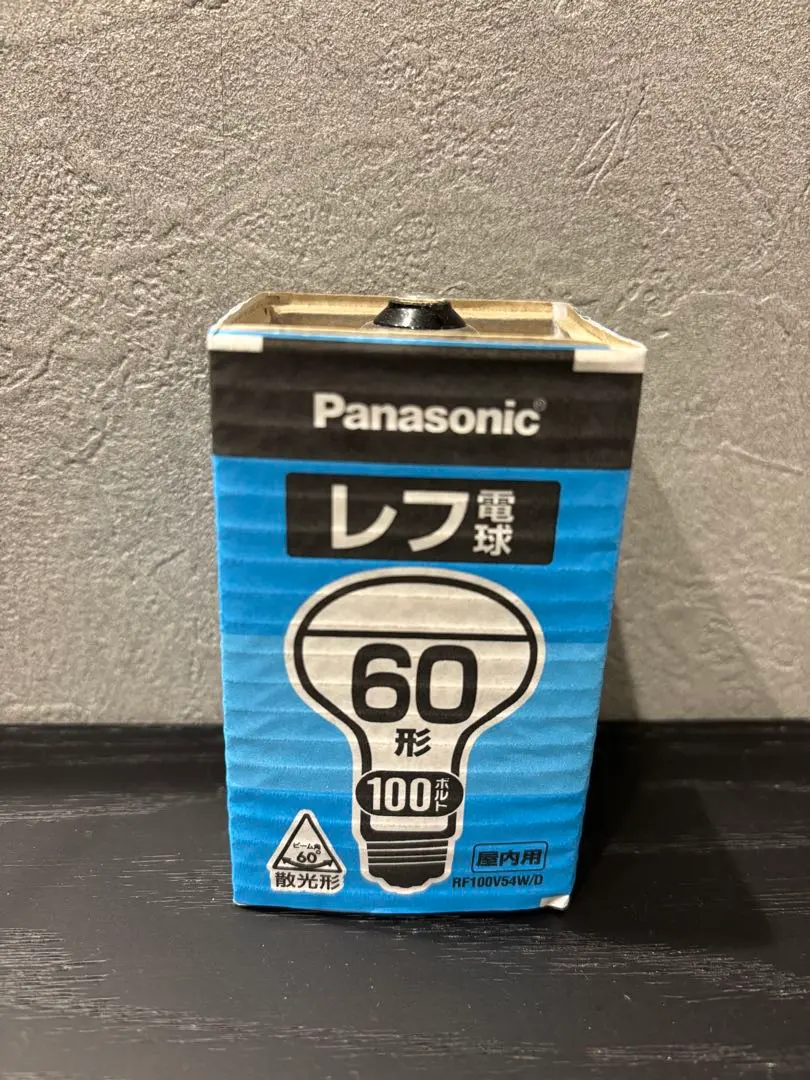 Panasonic®
レフ電球
60
形
100ボルト
ビーム角
60°
散光形
屋内用
RF100V54W/D